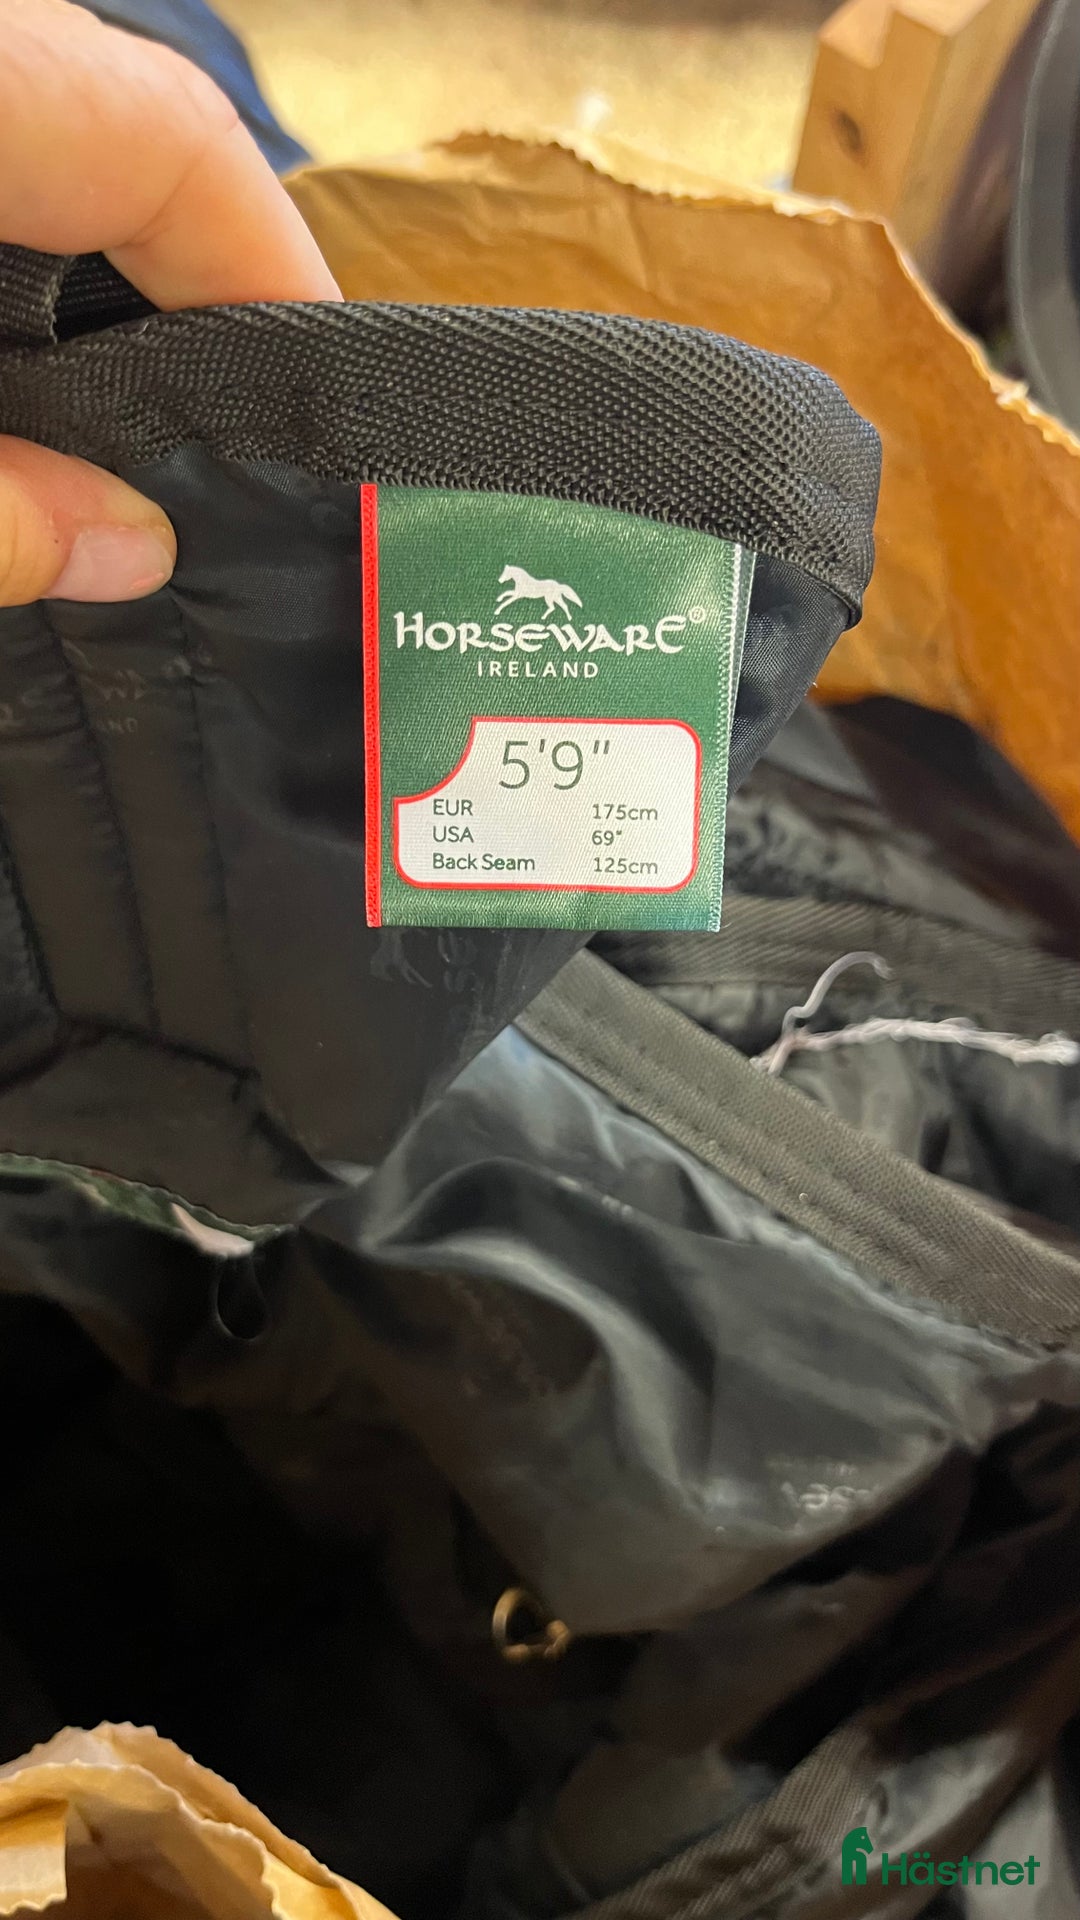 HORSEWARE®
IRELAND
5'9"
EUR 175cm
USA 69"
Back Seam 125cm
Hästnet